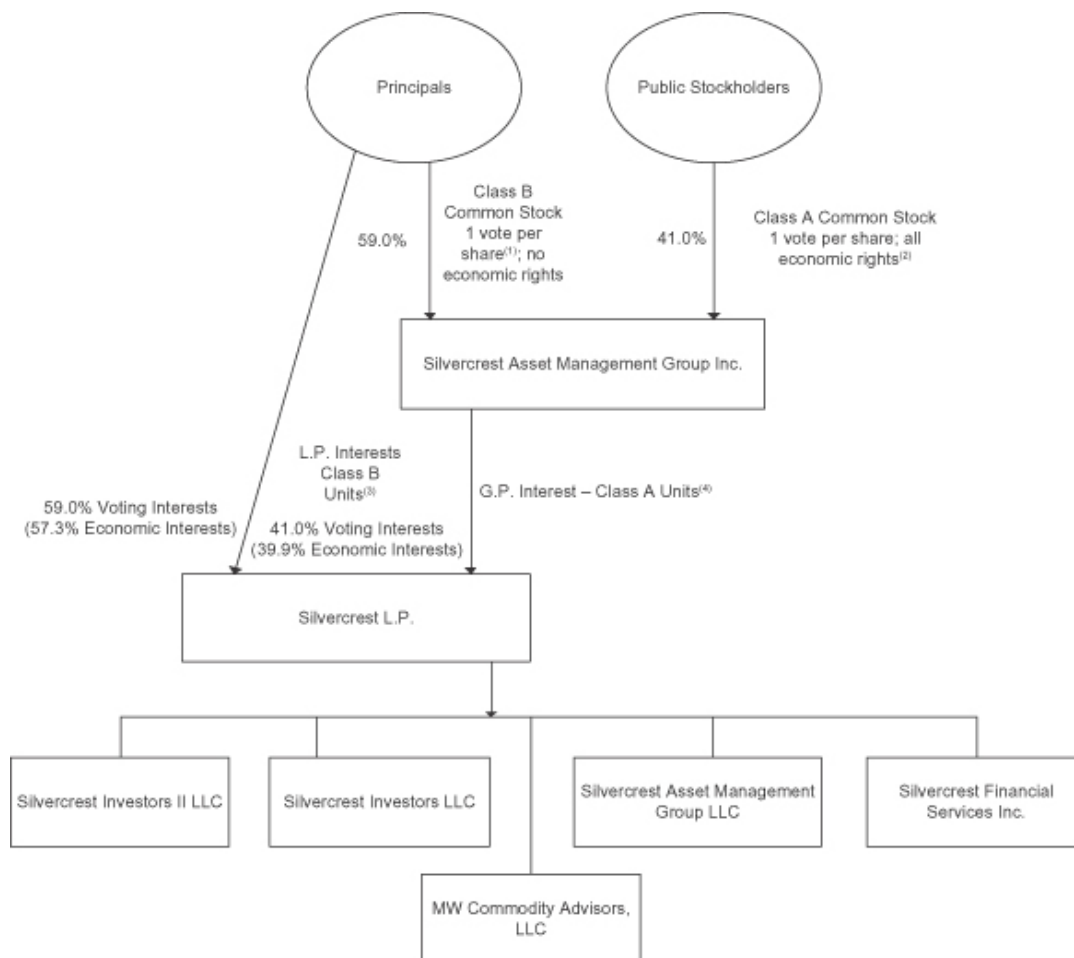 Principals
Public Stockholders
59.0%
Class B
Common Stock
1 vote per
share(1); no
economic rights
41.0%
Class A Common Stock
1 vote per share; all
economic rights(2)
Silvercrest Asset Management Group Inc.
59.0% Voting Interests
(57.3% Economic Interests)
L.P. Interests
Class B
Units(3)
41.0% Voting Interests
(39.9% Economic Interests)
G.P. Interest – Class A Units(4)
Silvercrest L.P.
Silvercrest Investors II LLC
Silvercrest Investors LLC
Silvercrest Asset Management
Group LLC
Silvercrest Financial
Services Inc.
MW Commodity Advisors,
LLC